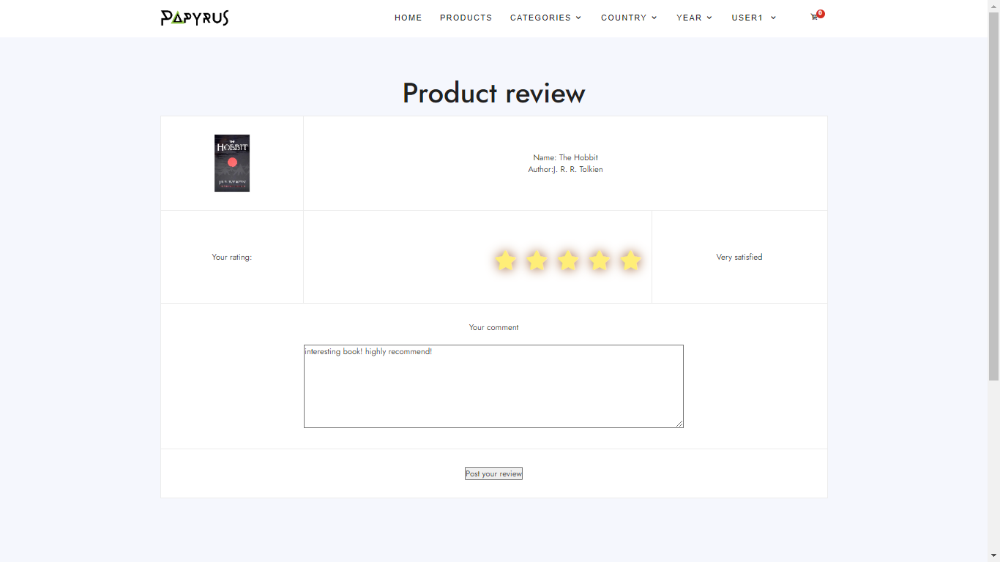 PAPYRUS
HOME PRODUCTS CATEGORIES COUNTRY YEAR USER1 0
Product review
THE
HOBBIT
Name: The Hobbit
Author:J. R. R. Tolkien
Your rating:
Very satisfied
Your comment
interesting book! highly recommend!
Post your review